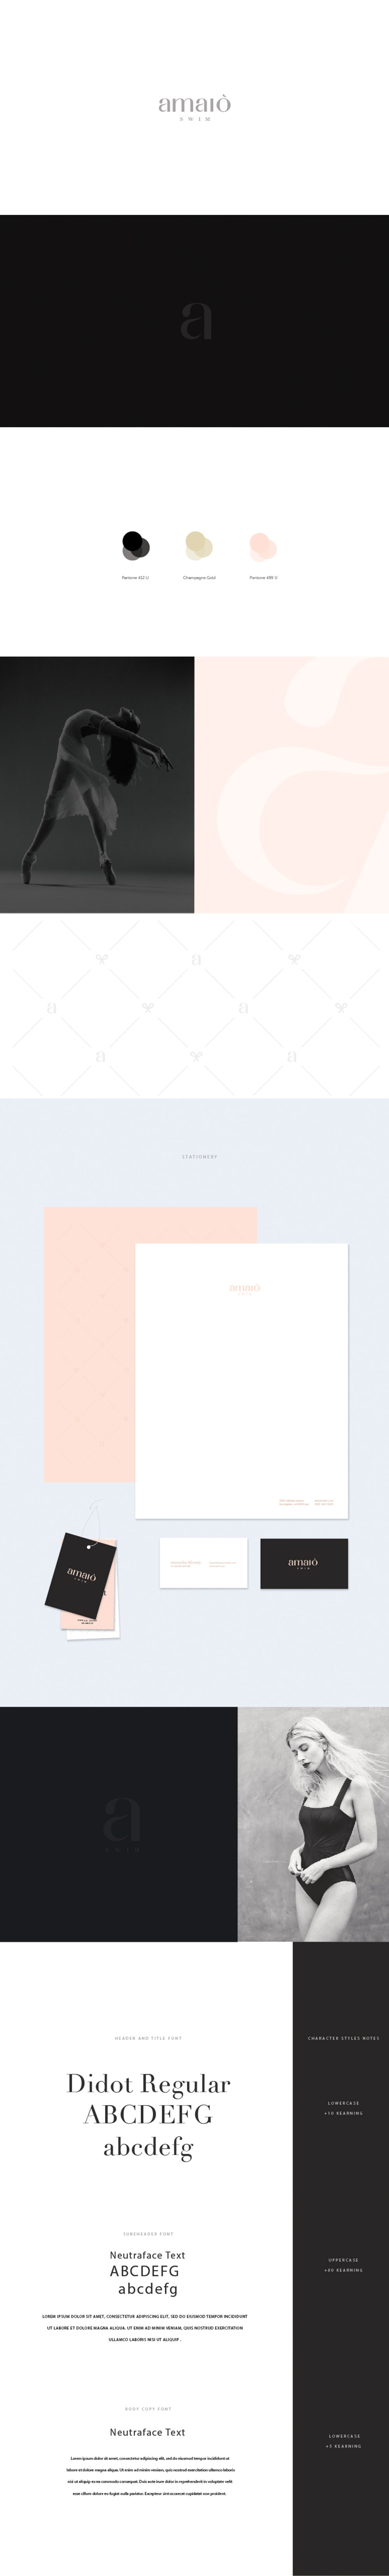 amaıò
SWIM
a
Pantone 412 U
Champagne Gold
Pantone 489 U
a
a
a
a
a
a
STATIONERY
amaıò
amaıò
SWIM
amaıò
SWIM
a
SWIM
HEADER AND TITLE FONT
Didot Regular
ABCDEFG
abcdefg
SUBEHEADER FONT
Neutraface Text
ABCDEFG
abcdefg
LOREM IPSUM DOLOR SIT AMET, CONSECTETUR ADIPISCING ELIT, SED DO EIUSMOD TEMPOR INCIDIDUNT
UT LABORE ET DOLORE MAGNA ALIQUA. UT ENIM AD MINIM VENIAM, QUIS NOSTRUD EXERCITATION
ULLAMCO LABORIS NISI UT ALIQUIP .
BODY COPY FONT
Neutraface Text
Lorem ipsum dolor sit amet, consectetur adipiscing elit, sed do eiusmod tempor incididunt ut
labore et dolore magna aliqua. Ut enim ad minim veniam, quis nostrud exercitation ullamco laboris
nisi ut aliquip ex ea commodo consequat. Duis aute irure dolor in reprehenderit in voluptate velit
esse cillum dolore eu fugiat nulla pariatur. Excepteur sint occaecat cupidatat non proident.
CHARACTER STYLES NOTES
LOWERCASE
+10 KEARNING
UPPERCASE
+80 KEARNING
LOWERCASE
+5 KEARNING